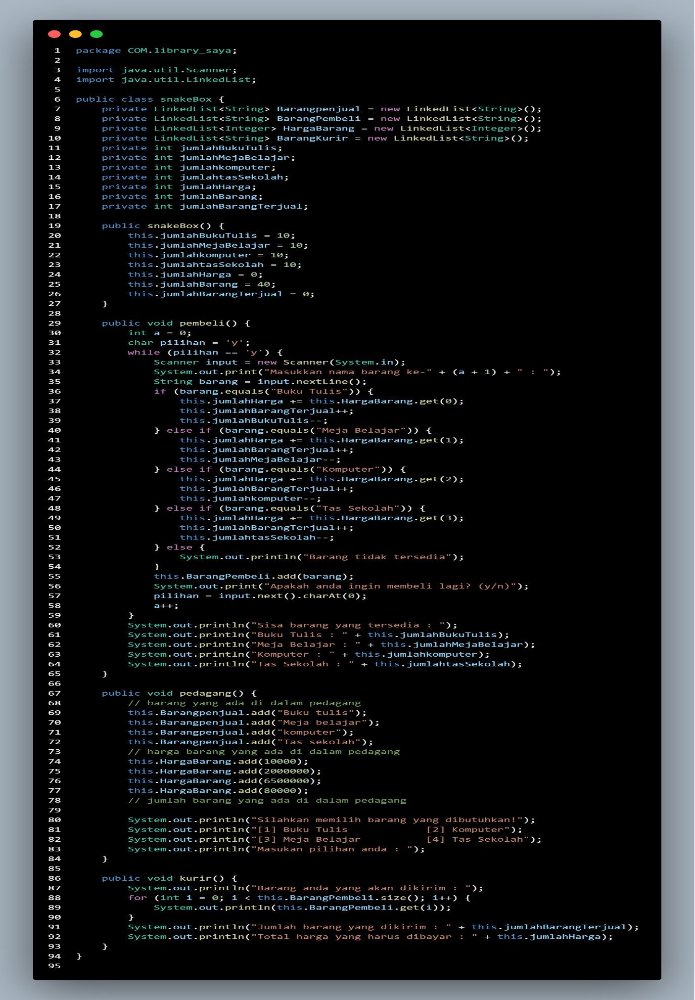 1 package COM.library_saya;
2
3 import java.util.Scanner;
4 import java.util.LinkedList;
5
6 public class snakeBox {
7     private LinkedList<String> Barangpenjual = new LinkedList<String>();
8     private LinkedList<String> BarangPembeli = new LinkedList<String>();
9     private LinkedList<Integer> HargaBarang = new LinkedList<Integer>();
10     private LinkedList<String> BarangKurir = new LinkedList<String>();
11     private int jumlahBukuTulis;
12     private int jumlahMejaBelajar;
13     private int jumlahkomputer;
14     private int jumlahtasSekolah;
15     private int jumlahHarga;
16     private int jumlahBarang;
17     private int jumlahBarangTerjual;
18
19     public snakeBox() {
20         this.jumlahBukuTulis = 10;
21         this.jumlahMejaBelajar = 10;
22         this.jumlahkomputer = 10;
23         this.jumlahtasSekolah = 10;
24         this.jumlahHarga = 0;
25         this.jumlahBarang = 40;
26         this.jumlahBarangTerjual = 0;
27     }
28
29     public void pembeli() {
30         int a = 0;
31         char pilihan = 'y';
32         while (pilihan == 'y') {
33             Scanner input = new Scanner(System.in);
34             System.out.print("Masukkan nama barang ke-" + (a + 1) + " : ");
35             String barang = input.nextLine();
36             if (barang.equals("Buku Tulis")) {
37                 this.jumlahHarga += this.HargaBarang.get(0);
38                 this.jumlahBarangTerjual++;
39                 this.jumlahBukuTulis--;
40             } else if (barang.equals("Meja Belajar")) {
41                 this.jumlahHarga += this.HargaBarang.get(1);
42                 this.jumlahBarangTerjual++;
43                 this.jumlahMejaBelajar--;
44             } else if (barang.equals("Komputer")) {
45                 this.jumlahHarga += this.HargaBarang.get(2);
46                 this.jumlahBarangTerjual++;
47                 this.jumlahkomputer--;
48             } else if (barang.equals("Tas Sekolah")) {
49                 this.jumlahHarga += this.HargaBarang.get(3);
50                 this.jumlahBarangTerjual++;
51                 this.jumlahtasSekolah--;
52             } else {
53                 System.out.println("Barang tidak tersedia");
54             }
55             this.BarangPembeli.add(barang);
56             System.out.print("Apakah anda ingin membeli lagi? (y/n)");
57             pilihan = input.next().charAt(0);
58             a++;
59         }
60         System.out.println("Sisa barang yang tersedia : ");
61         System.out.println("Buku Tulis : " + this.jumlahBukuTulis);
62         System.out.println("Meja Belajar : " + this.jumlahMejaBelajar);
63         System.out.println("Komputer : " + this.jumlahkomputer);
64         System.out.println("Tas Sekolah : " + this.jumlahtasSekolah);
65     }
66
67     public void pedagang() {
68         // barang yang ada di dalam pedagang
69         this.Barangpenjual.add("Buku tulis");
70         this.Barangpenjual.add("Meja belajar");
71         this.Barangpenjual.add("komputer");
72         this.Barangpenjual.add("Tas sekolah");
73         // harga barang yang ada di dalam pedagang
74         this.HargaBarang.add(10000);
75         this.HargaBarang.add(2000000);
76         this.HargaBarang.add(6500000);
77         this.HargaBarang.add(80000);
78         // jumlah barang yang ada di dalam pedagang
79
80         System.out.println("Silahkan memilih barang yang dibutuhkan!");
81         System.out.println("[1] Buku Tulis            [2] Komputer");
82         System.out.println("[3] Meja Belajar          [4] Tas Sekolah");
83         System.out.println("Masukan pilihan anda : ");
84     }
85
86     public void kurir() {
87         System.out.println("Barang anda yang akan dikirim : ");
88         for (int i = 0; i < this.BarangPembeli.size(); i++) {
89             System.out.println(this.BarangPembeli.get(i));
90         }
91         System.out.println("Jumlah barang yang dikirim : " + this.jumlahBarangTerjual);
92         System.out.println("Total harga yang harus dibayar : " + this.jumlahHarga);
93     }
94 }
95